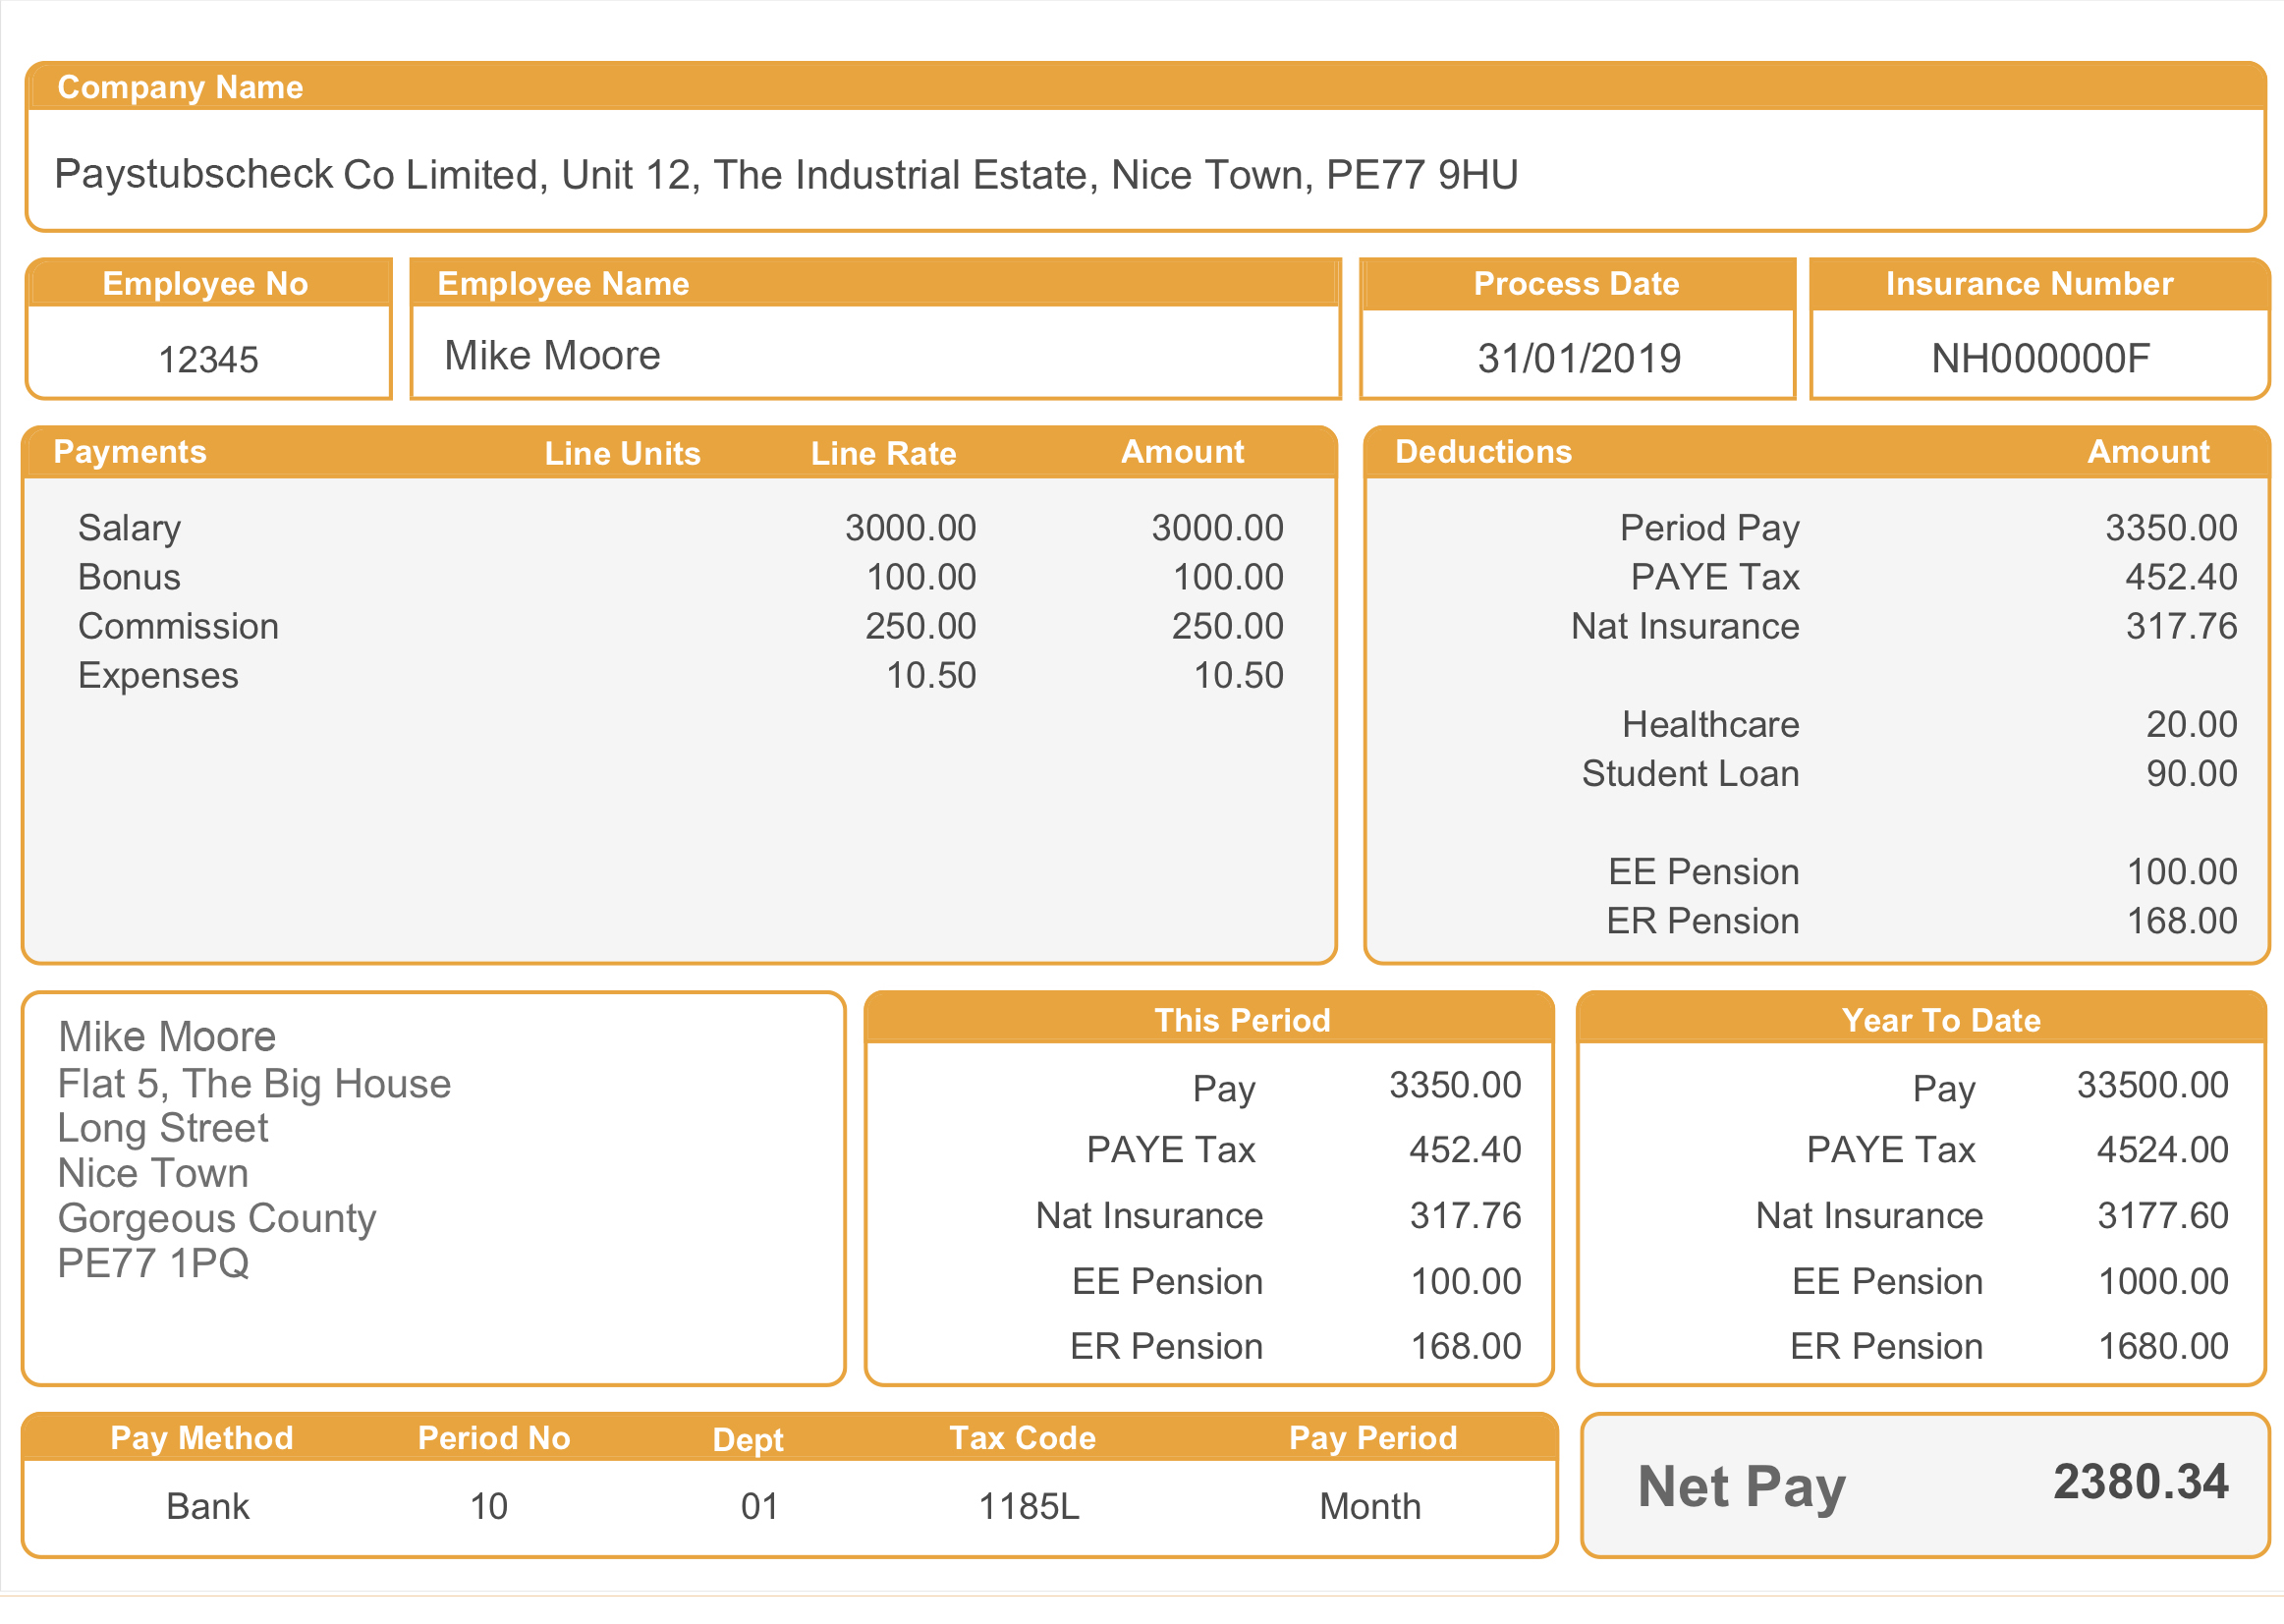 Company Name
Paystubscheck Co Limited, Unit 12, The Industrial Estate, Nice Town, PE77 9HU
Employee No Employee Name Process Date Insurance Number
12345 Mike Moore 31/01/2019 NH000000F
Payments Line Units Line Rate Amount Deductions Amount
Salary 3000.00 3000.00 Period Pay 3350.00
Bonus 100.00 100.00 PAYE Tax 452.40
Commission 250.00 250.00 Nat Insurance 317.76
Expenses 10.50 10.50
Healthcare 20.00
Student Loan 90.00
EE Pension 100.00
ER Pension 168.00
Mike Moore
Flat 5, The Big House
Long Street
Nice Town
Gorgeous County
PE77 1PQ
This Period
Pay 3350.00
PAYE Tax 452.40
Nat Insurance 317.76
EE Pension 100.00
ER Pension 168.00
Year To Date
Pay 33500.00
PAYE Tax 4524.00
Nat Insurance 3177.60
EE Pension 1000.00
ER Pension 1680.00
Pay Method Period No Dept Tax Code Pay Period
Bank 10 01 1185L Month
Net Pay 2380.34